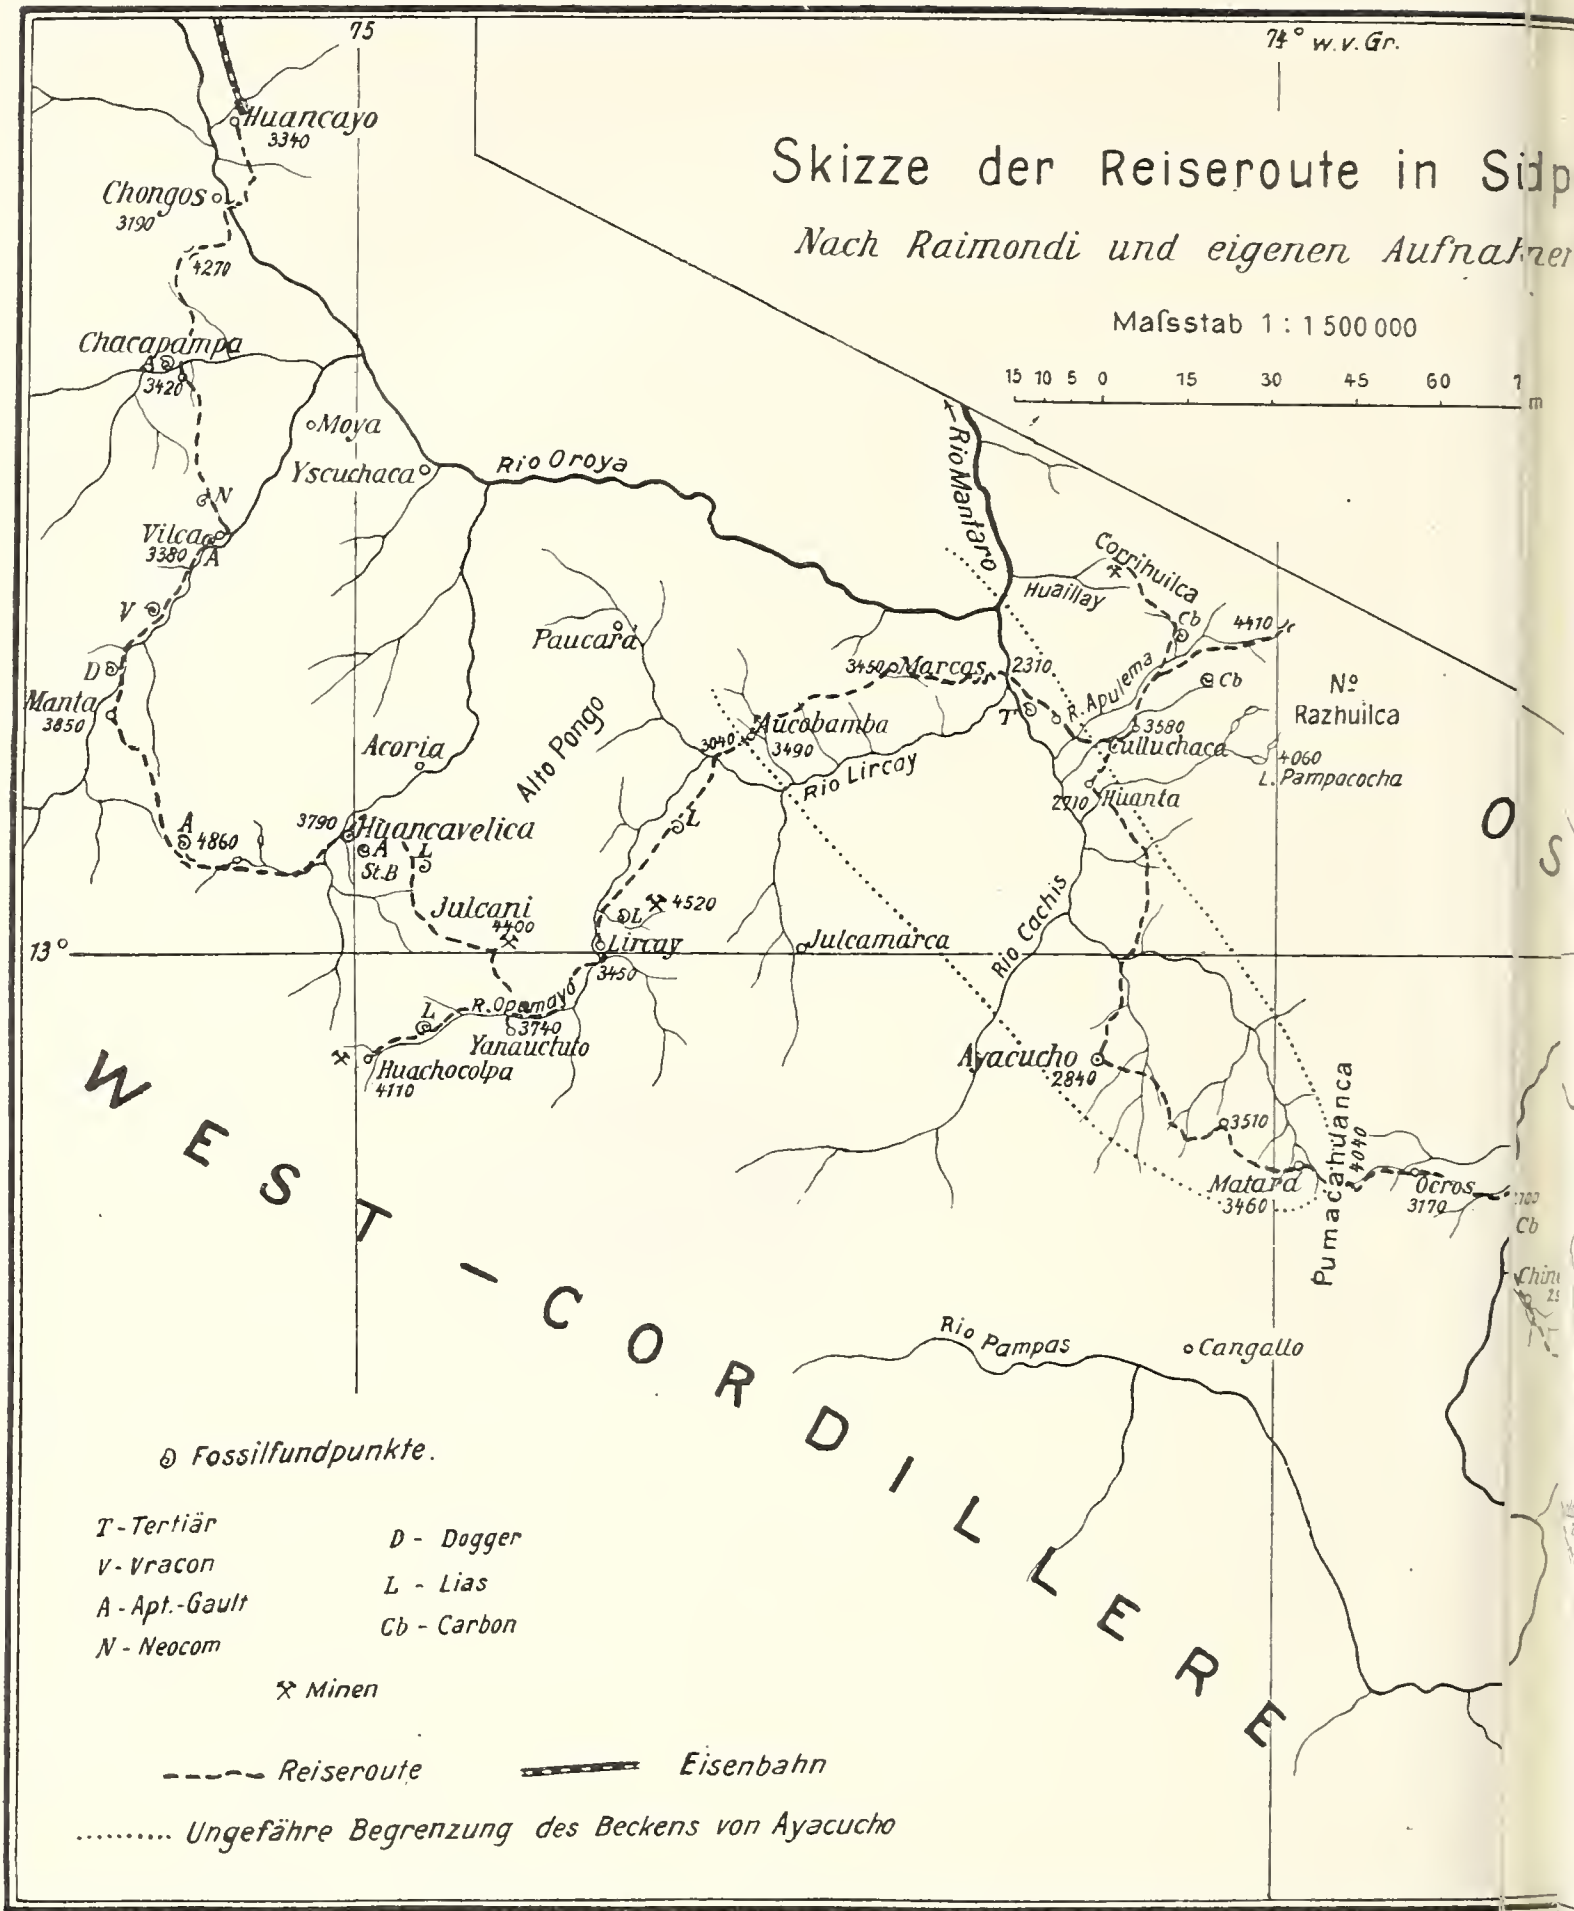 75
74° w.v.Gr.
Huancayo
3340
Skizze der Reiseroute in
Nach Raimondi und eigenen
Chongos
3190
4270
Maſsstab 1 : 1 500 000
15 10 5 0 15 30 45 60
m
Chacapampa
A
3420
Moya
Yscuchaca
Rio Oroya
Rio Mantaro
N
Vilca
3380
A
Corrihuilca
Huaillay
V
Cb
4410
Paucará
D
3450
Marcas
2310
R. Apulema
Cb
Nº
Razhuilca
Manta
3850
T
Aucobamba
3490
3040
3580
Culluchaca
4060
L. Pampacocha
Acoria
Alto Pongo
Rio Lircay
2710
Huanta
O
S
A
4860
3790
Huancavelica
A
St.B
L
L
Julcani
4400
L
4520
Rio Cachis
13°
Lircay
3450
Julcamarca
R. Opamayo
L
3740
Yanaututo
Huachocolpa
4110
Ayacucho
2840
3510
Pumacahuanca
4040
Matará
3460
Ocros
3170
Cb
WEST-CORDILLERE
Rio Pampas
Cangallo
Fossilfundpunkte.
T - Tertiär
D - Dogger
V - Vracon
L - Lias
A - Apt.-Gault
Cb - Carbon
N - Neocom
Minen
Reiseroute
Eisenbahn
Ungefähre Begrenzung des Beckens von Ayacucho